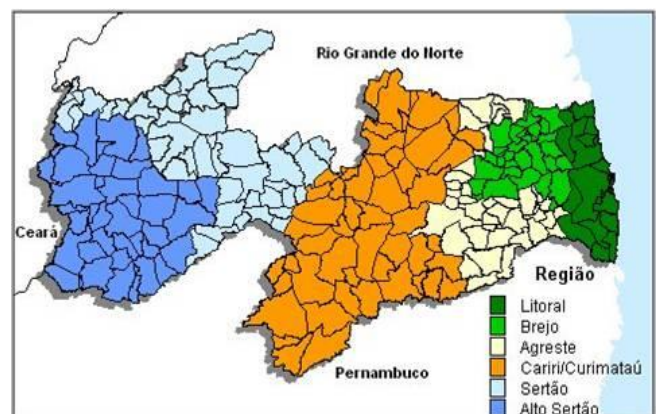 Rio Grande do Norte
Ceará
Pernambuco
Região
Litoral
Brejo
Agreste
Cariri/Curimataú
Sertão
Alto Sertão